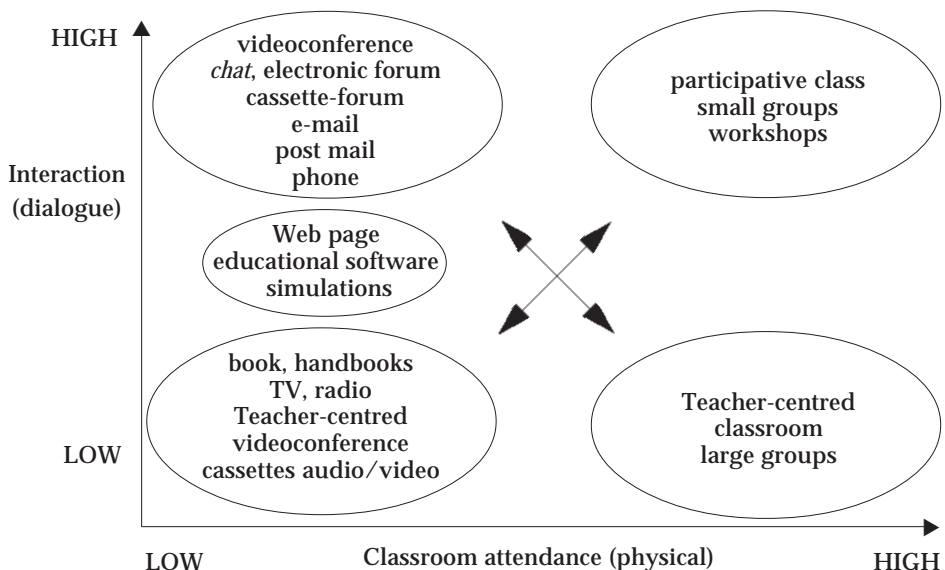 HIGH
videoconference
chat, electronic forum
cassette-forum
e-mail
post mail
phone
participative class
small groups
workshops
Interaction
(dialogue)
Web page
educational software
simulations
book, handbooks
TV, radio
Teacher-centred
videoconference
cassettes audio/video
Teacher-centred
classroom
large groups
LOW
LOW
Classroom attendance (physical)
HIGH